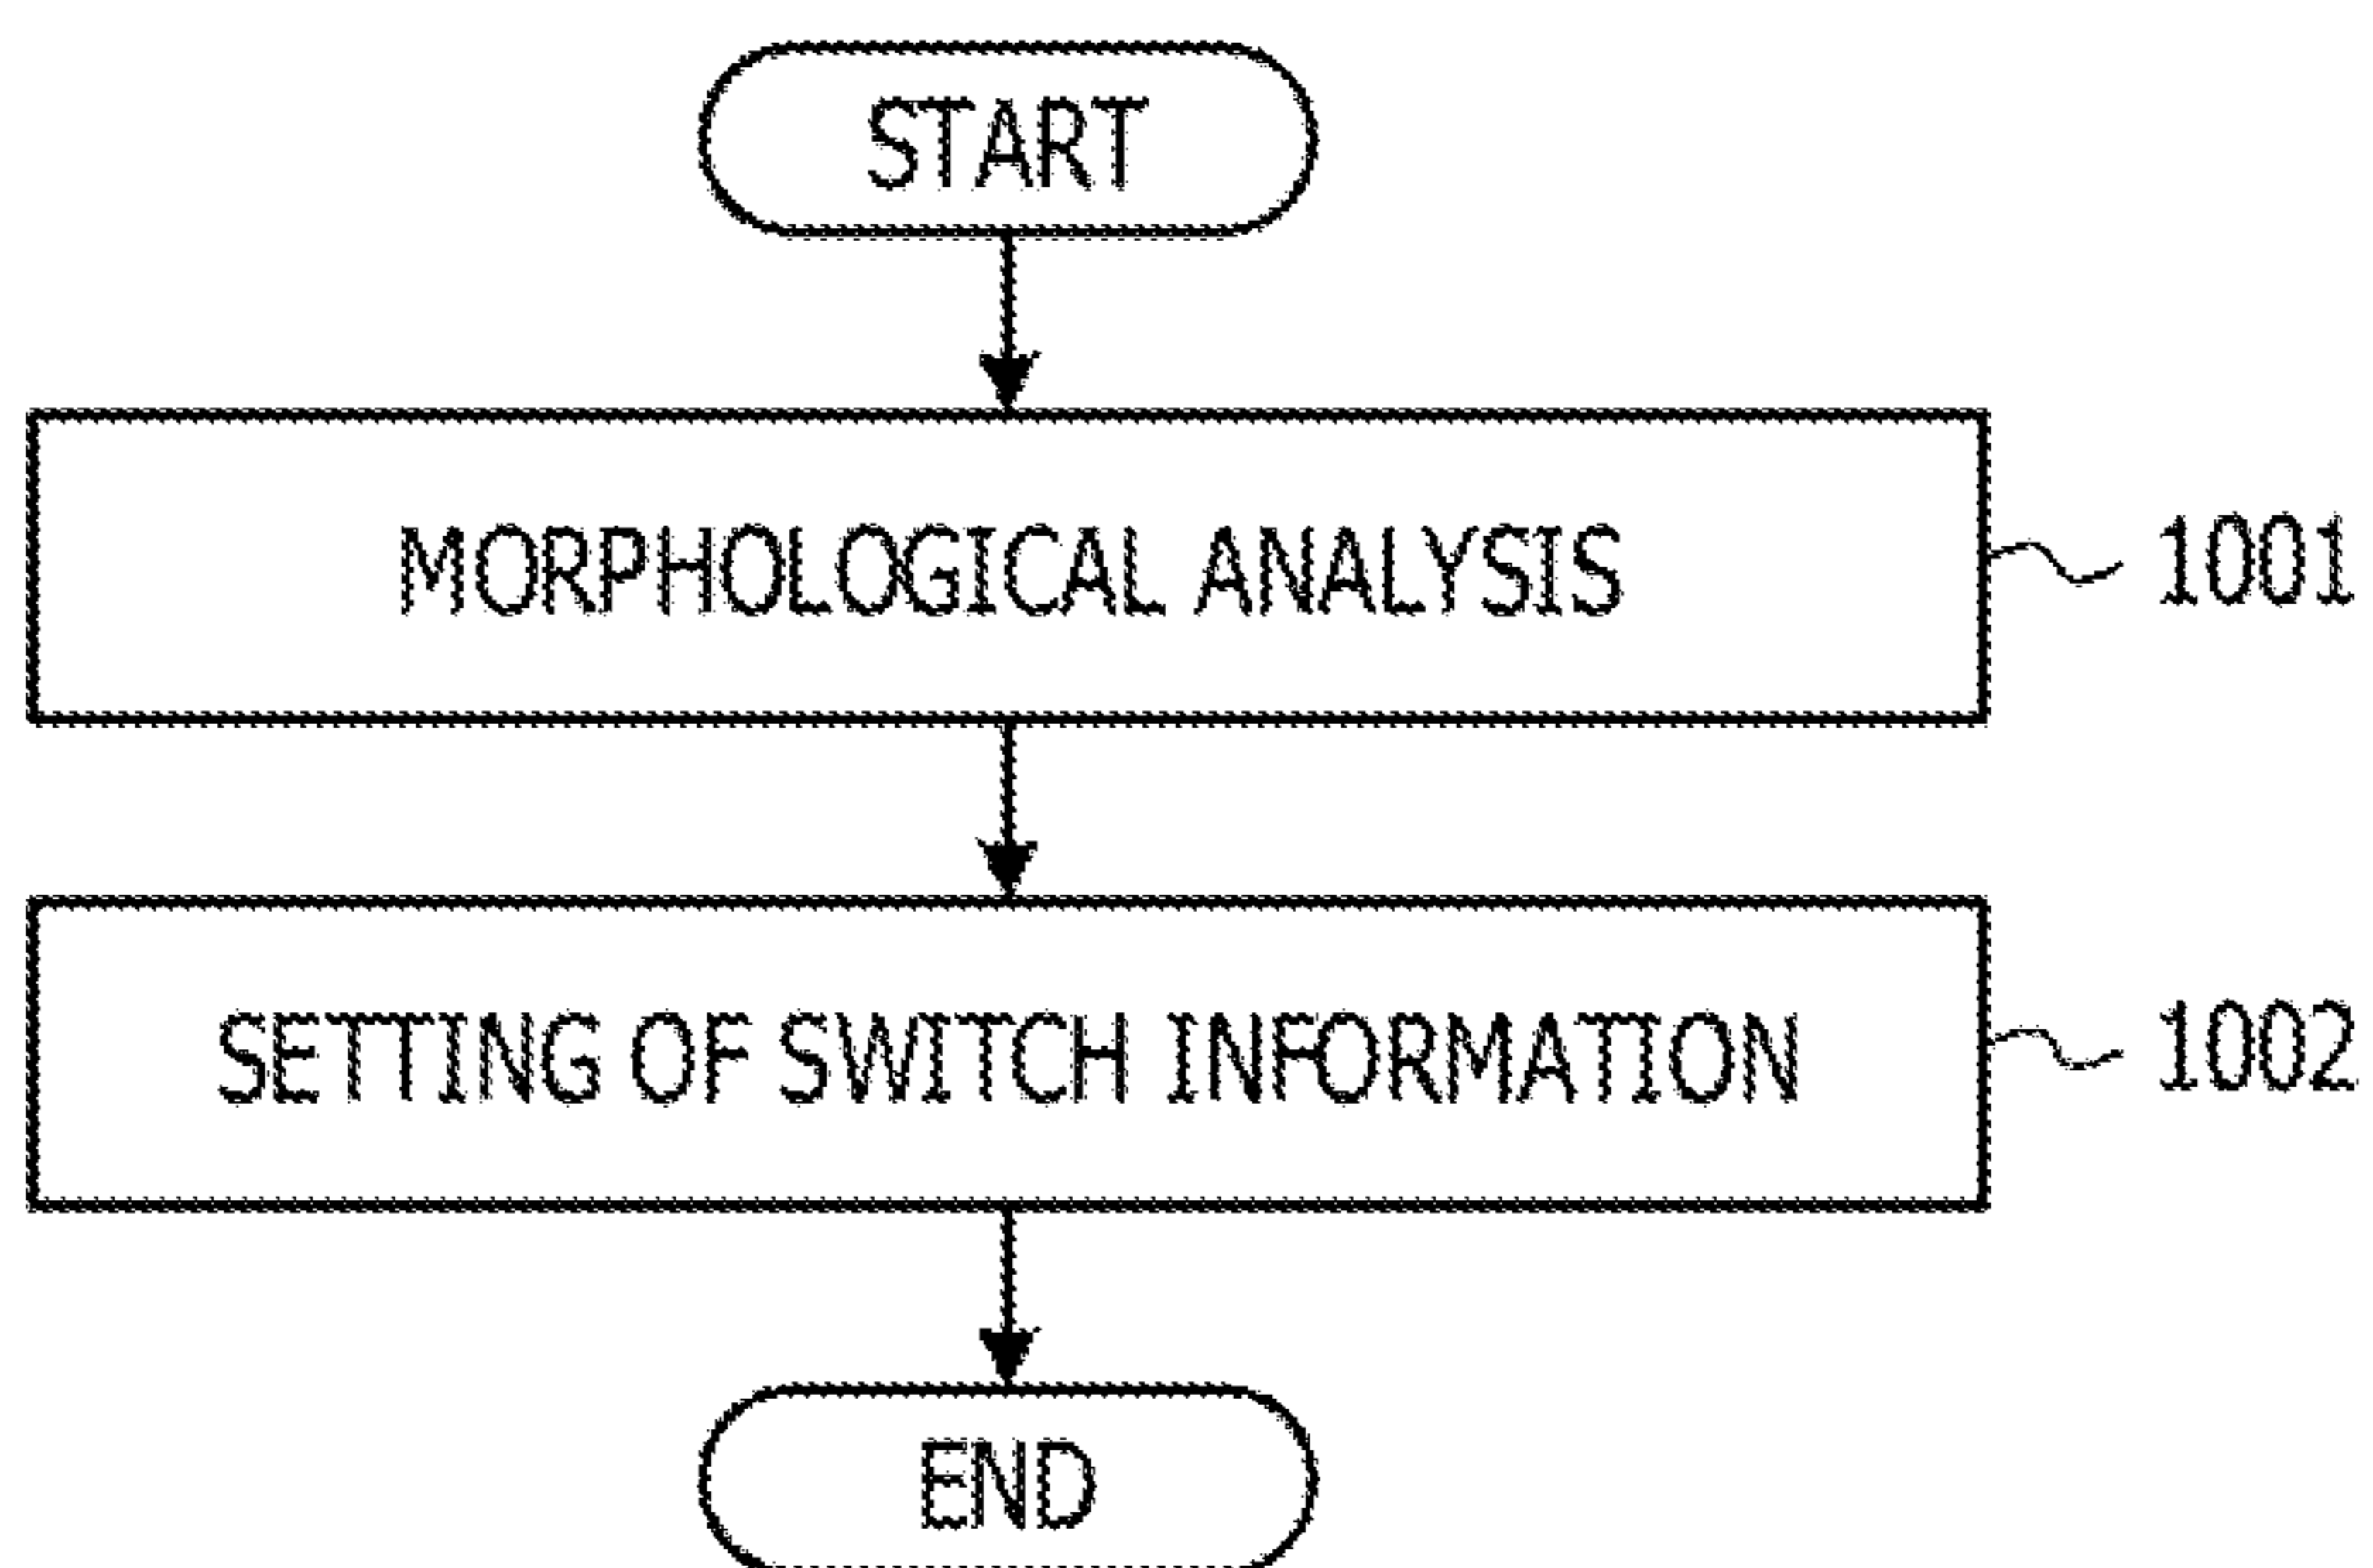 START
MORPHOLOGICAL ANALYSIS
1001
SETTING OF SWITCH INFORMATION
1002
END